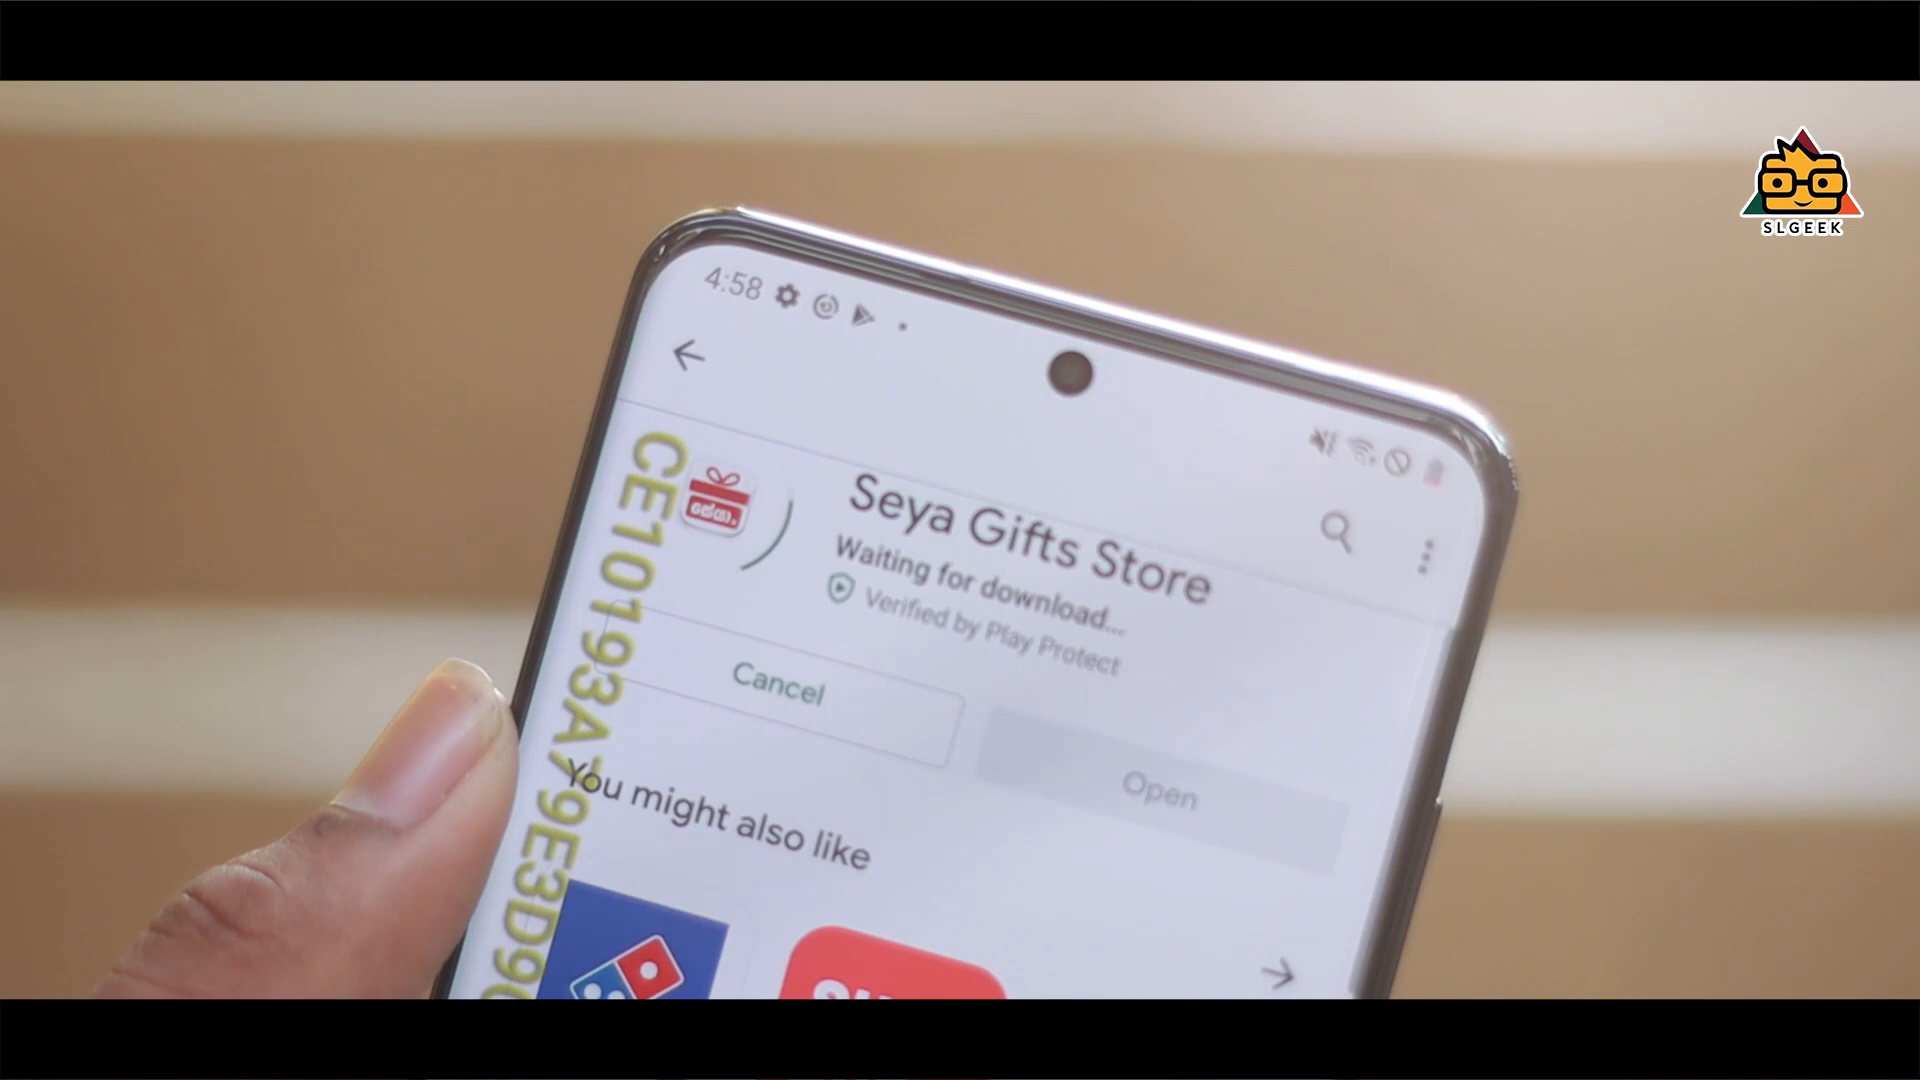 SLGEEK
4:58
Seya Gifts Store
Waiting for download...
Verified by Play Protect
Cancel
Open
You might also like